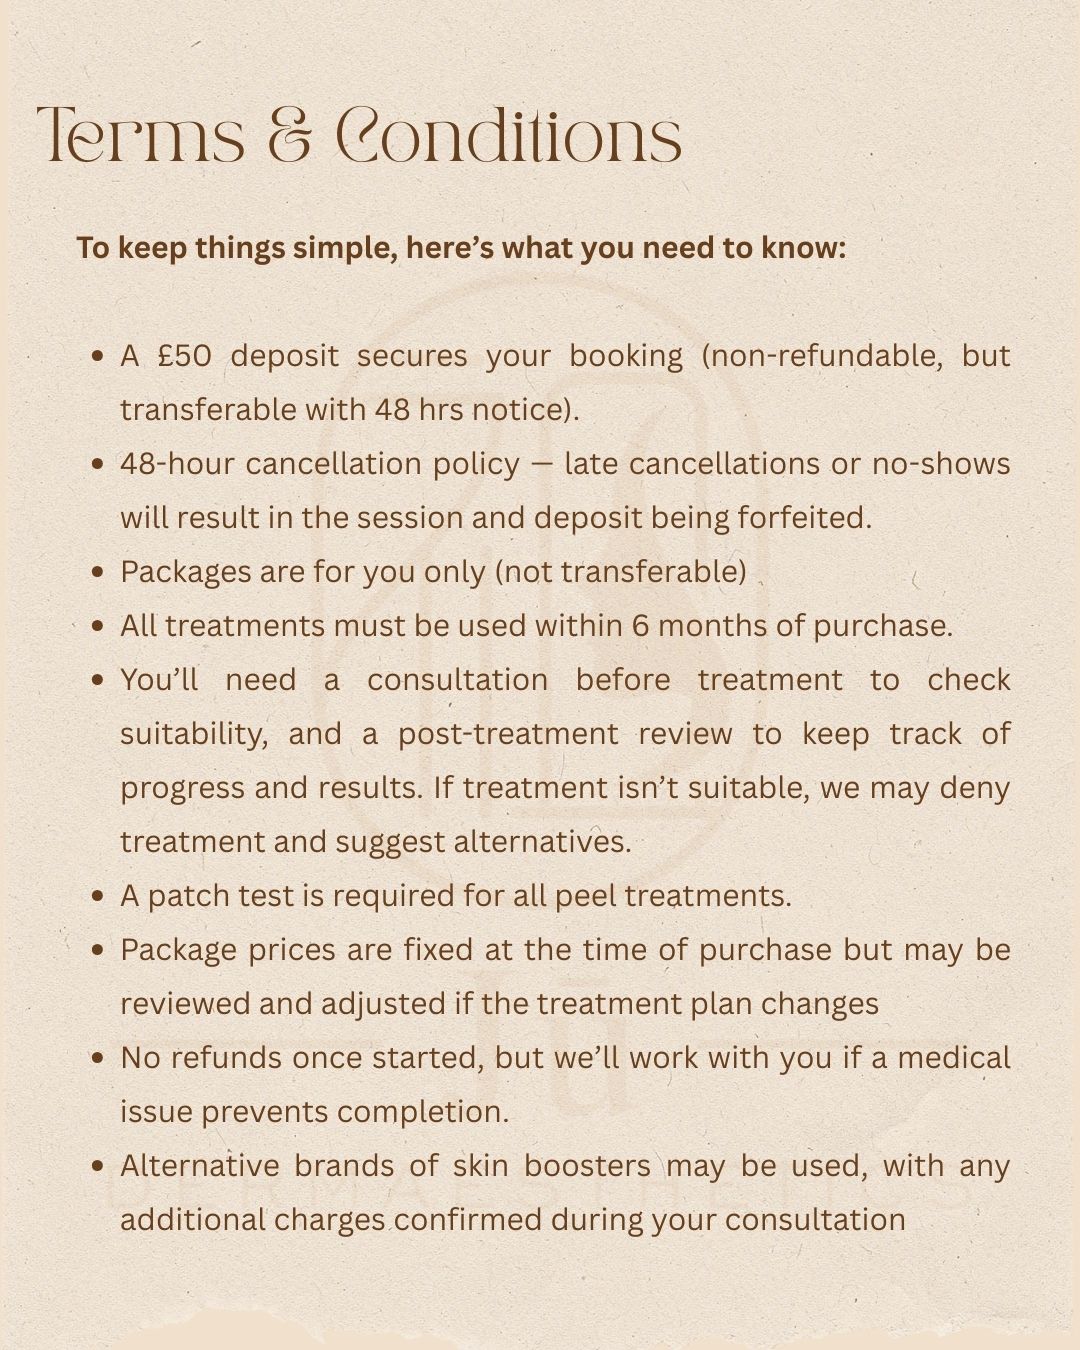 Terms & Conditions
To keep things simple, here’s what you need to know:
• A £50 deposit secures your booking (non-refundable, but
transferable with 48 hrs notice).
• 48-hour cancellation policy – late cancellations or no-shows
will result in the session and deposit being forfeited.
• Packages are for you only (not transferable)
• All treatments must be used within 6 months of purchase.
• You’ll need a consultation before treatment to check
suitability, and a post-treatment review to keep track of
progress and results. If treatment isn’t suitable, we may deny
treatment and suggest alternatives.
• A patch test is required for all peel treatments.
• Package prices are fixed at the time of purchase but may be
reviewed and adjusted if the treatment plan changes
• No refunds once started, but we’ll work with you if a medical
issue prevents completion.
• Alternative brands of skin boosters may be used, with any
additional charges confirmed during your consultation